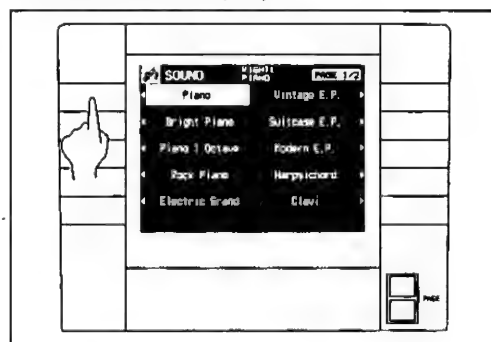 SOUND RIGHT1 PIANO PAGE 1/2
Piano Vintage E.P.
Bright Piano Suitcase E.P.
Piano 1 Octave Modern E.P.
Rock Piano Harpsichord
Electric Grand Clavi
PAGE